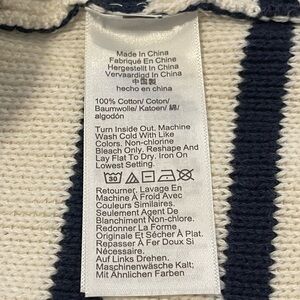 Made In China
Fabriqué En Chine
Hergestellt In China
Vervaardigd In China
中国製
hecho en china
100% Cotton/ Coton/
Baumwolle/ Katoen/ 綿/
algodón
Turn Inside Out, Machine
Wash Cold With Like
Colors. Non-chlorine
Bleach Only. Reshape And
Lay Flat To Dry. Iron On
Lowest Setting.
30
Retourner. Lavage En
Machine À Froid Avec
Couleurs Similaires.
Seulement Agent De
Blanchiment Non-chlore.
Redonner La Forme
Originale Et Sécher À Plat.
Repasser À Fer Doux Si
Nécessaire.
Auf Links Drehen.
Maschinenwäsche Kalt;
Mit Ähnlichen Farben